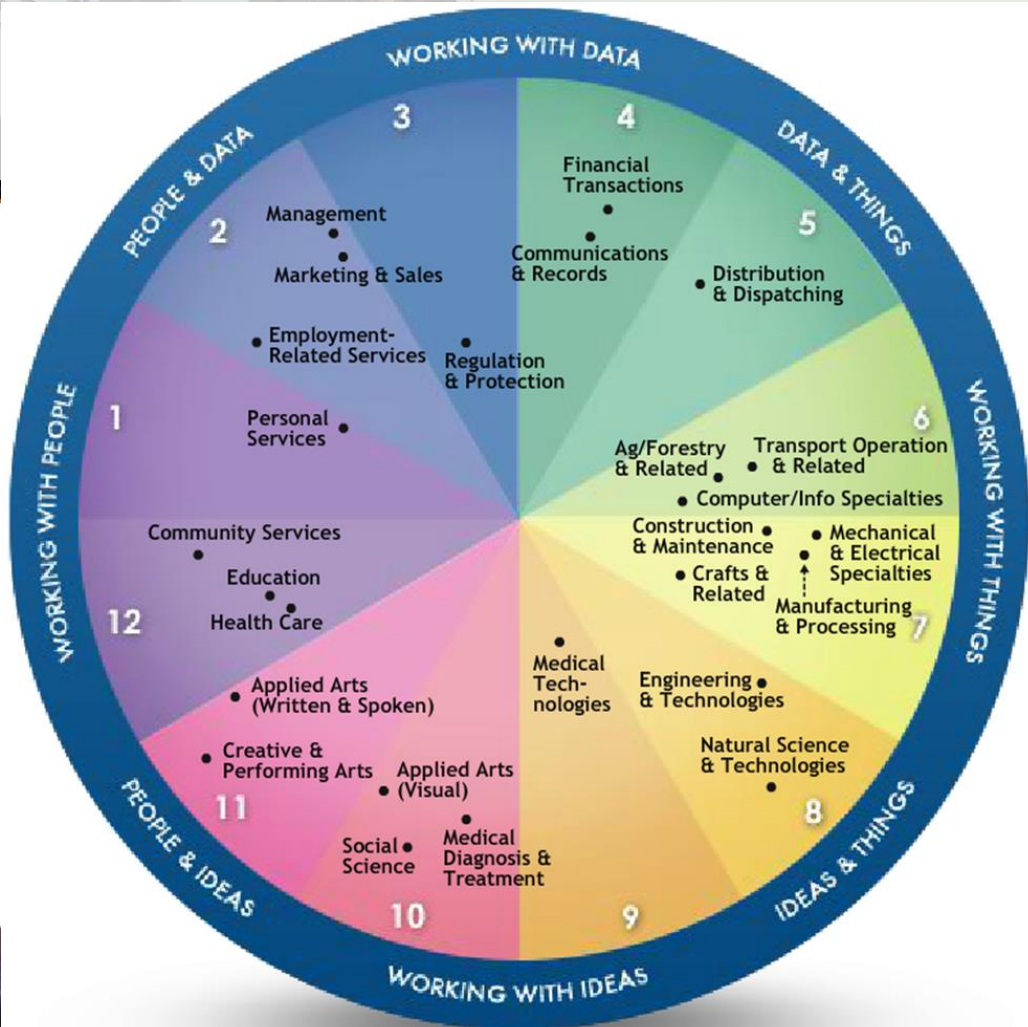 WORKING WITH DATA
DATA & THINGS
WORKING WITH THINGS
IDEAS & THINGS
WORKING WITH IDEAS
PEOPLE & IDEAS
WORKING WITH PEOPLE
PEOPLE & DATA
3
4
2
5
1
6
12
7
11
8
10
9
Management
Marketing & Sales
Employment-
Related Services
Regulation
& Protection
Personal
Services
Financial
Transactions
Communications
& Records
Distribution
& Dispatching
Ag/Forestry
& Related
Transport Operation
& Related
Computer/Info Specialties
Construction
& Maintenance
Mechanical
& Electrical
Specialties
Crafts &
Related
Manufacturing
& Processing
Community Services
Education
Health Care
Medical
Tech-
nologies
Engineering
& Technologies
Natural Science
& Technologies
Applied Arts
(Written & Spoken)
Creative &
Performing Arts
Applied Arts
(Visual)
Social
Science
Medical
Diagnosis &
Treatment